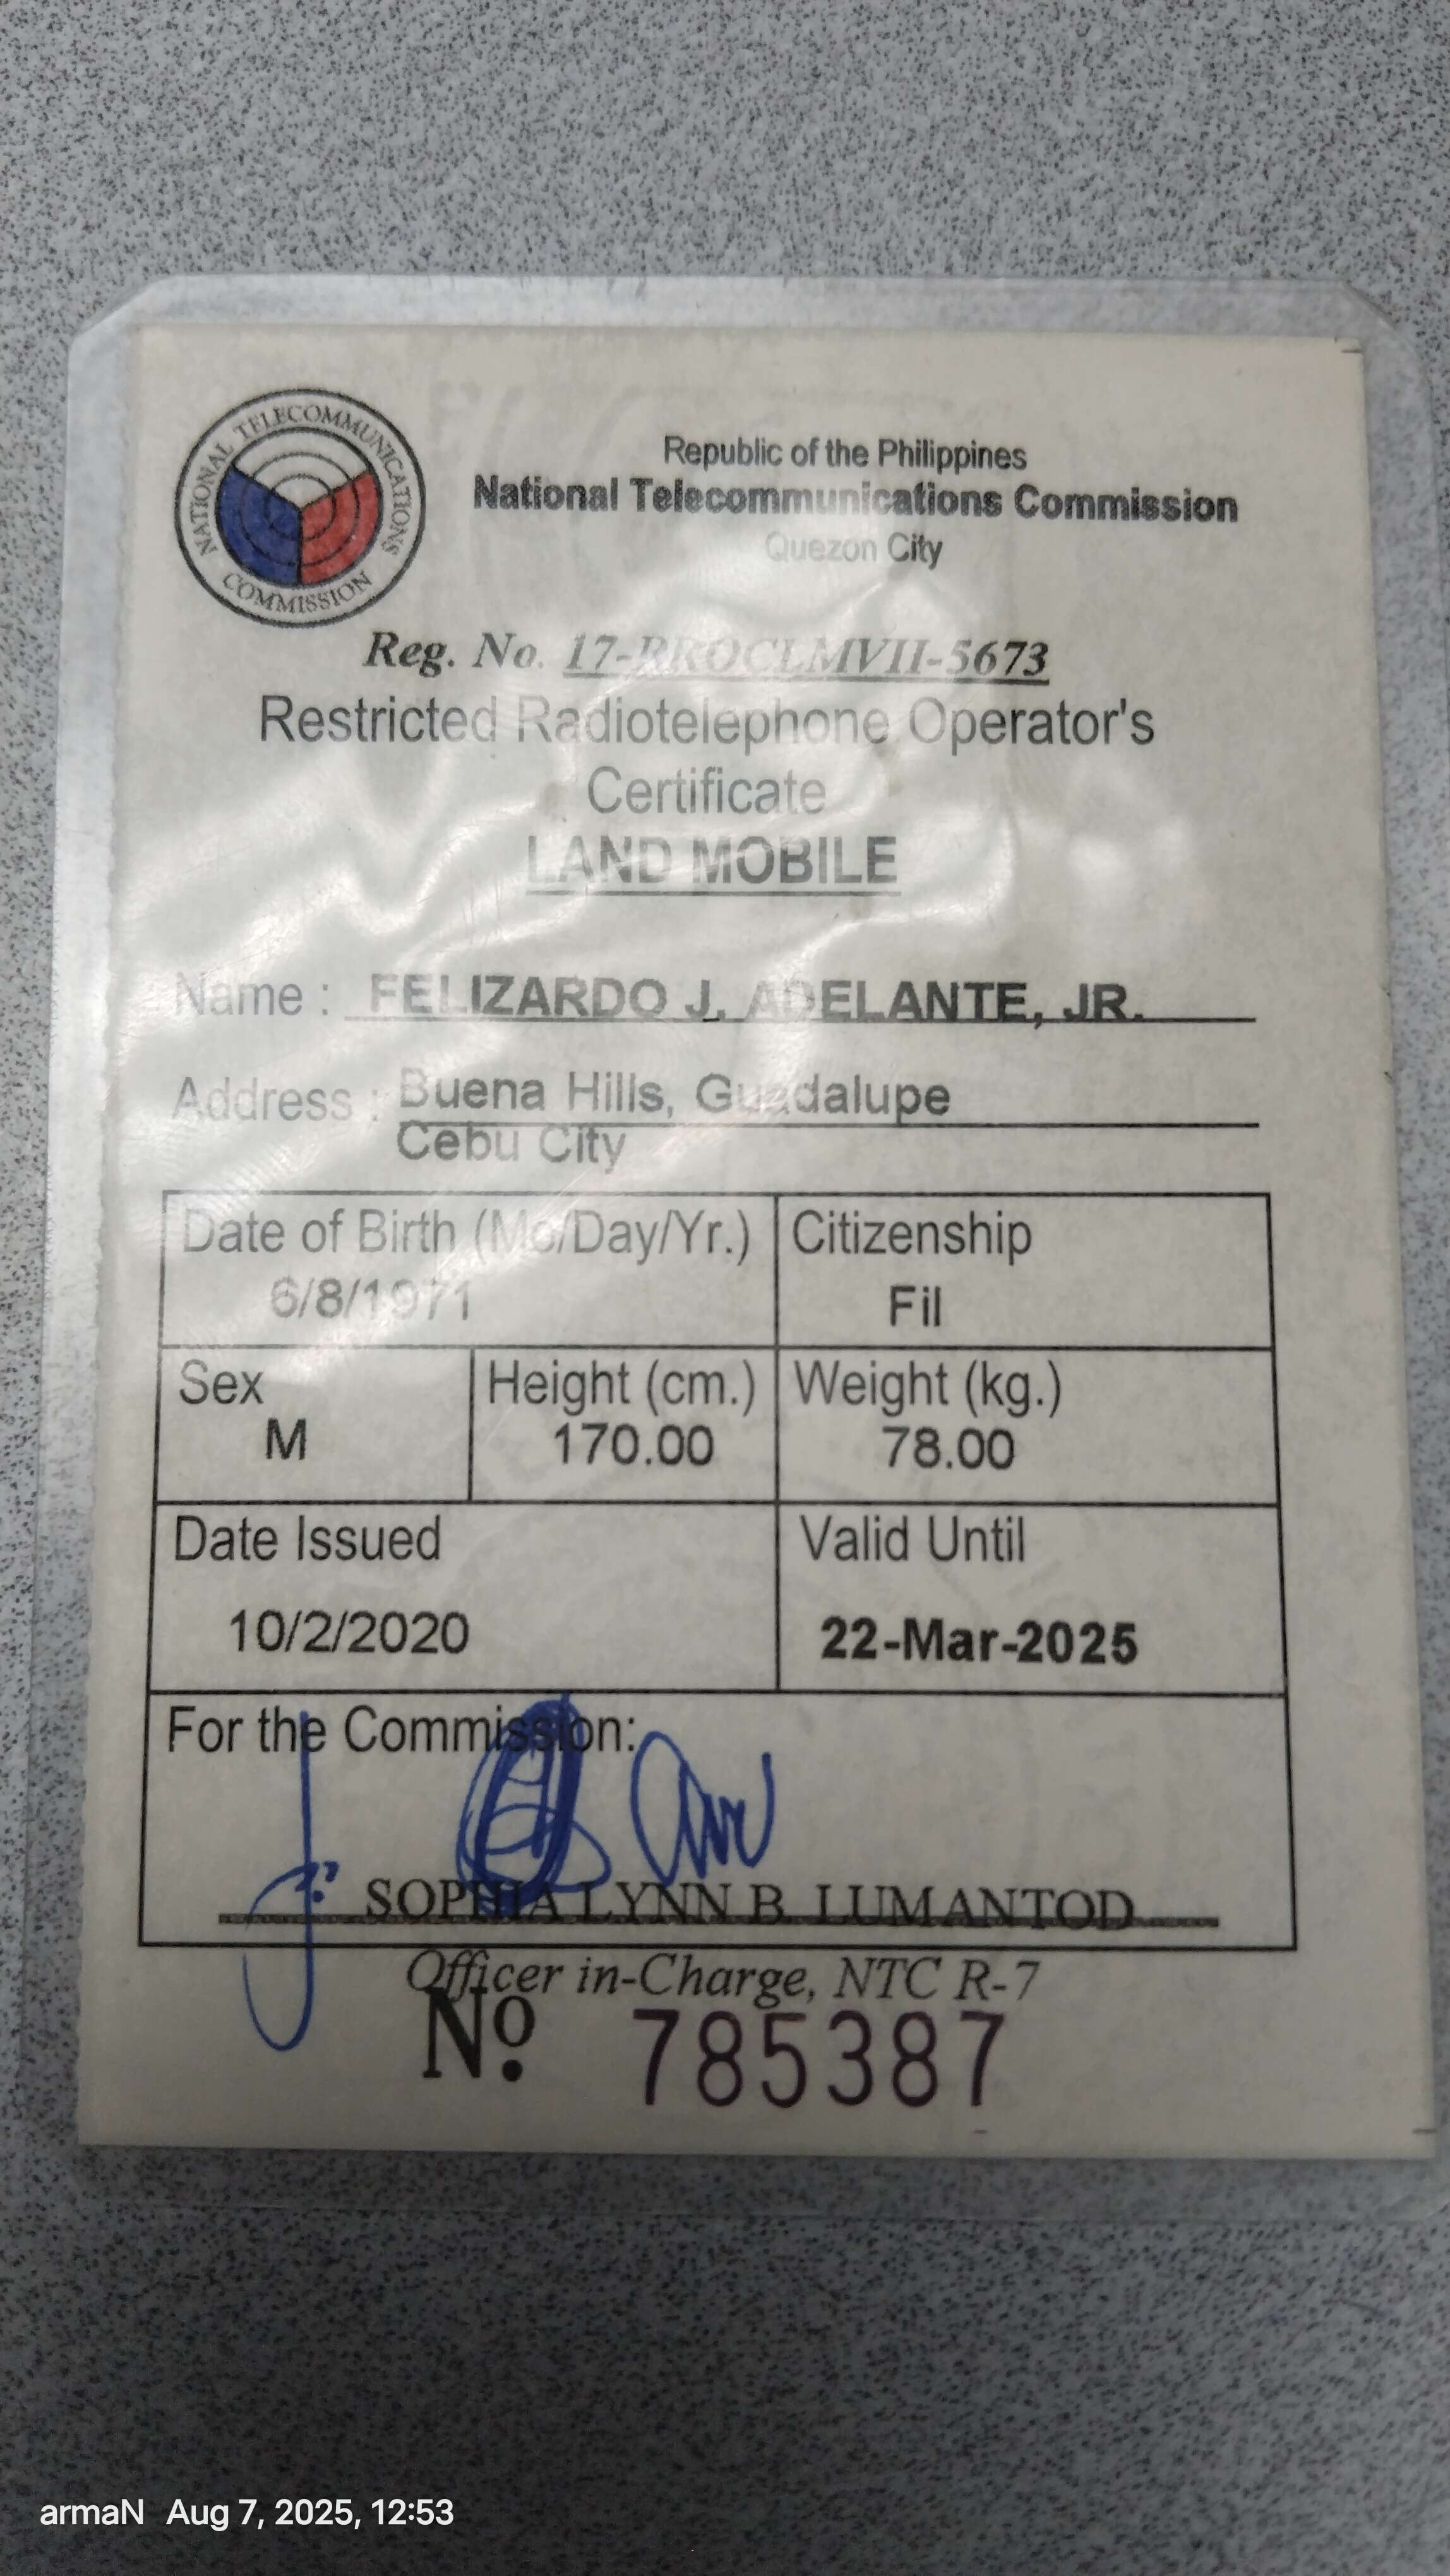 NATIONAL TELECOMMUNICATIONS COMMISSION
Republic of the Philippines
National Telecommunications Commission
Quezon City
Reg. No. 17-RROCLMVII-5673
Restricted Radiotelephone Operator's
Certificate
LAND MOBILE
Name : FELIZARDO J. ADELANTE, JR.
Address : Buena Hills, Guadalupe
Cebu City
Date of Birth (Mo/Day/Yr.) Citizenship
6/8/1971 Fil
Sex Height (cm.) Weight (kg.)
M 170.00 78.00
Date Issued Valid Until
10/2/2020 22-Mar-2025
For the Commission:
SOPHIA LYNN B. LUMANTOD
Officer in-Charge, NTC R-7
Nº 785387
armaN Aug 7, 2025, 12:53